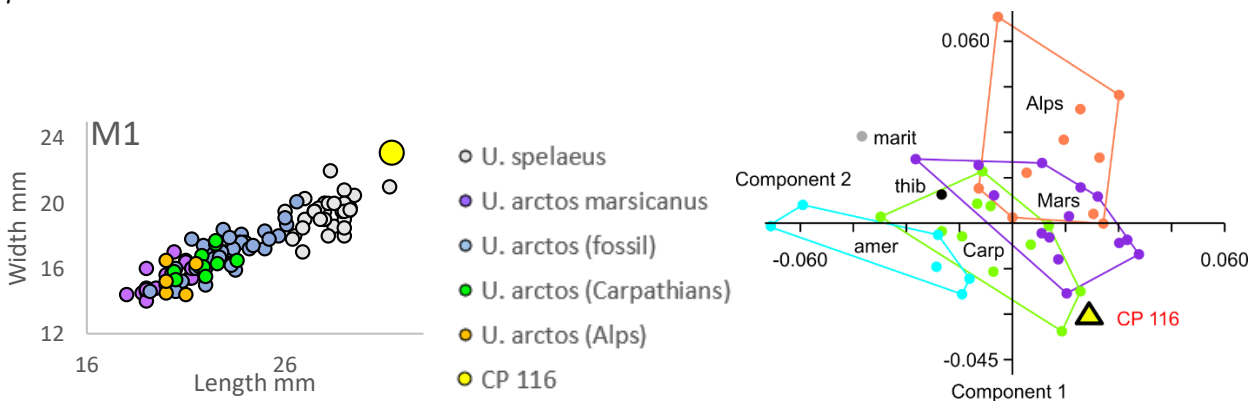 M1
24
20
16
12
Width mm
16
26
Length mm
U. spelaeus
U. arctos marsicanus
U. arctos (fossil)
U. arctos (Carpathians)
U. arctos (Alps)
CP 116
0.060
Alps
marit
thib
Component 2
Mars
amer
Carp
-0.060
0.060
CP 116
-0.045
Component 1